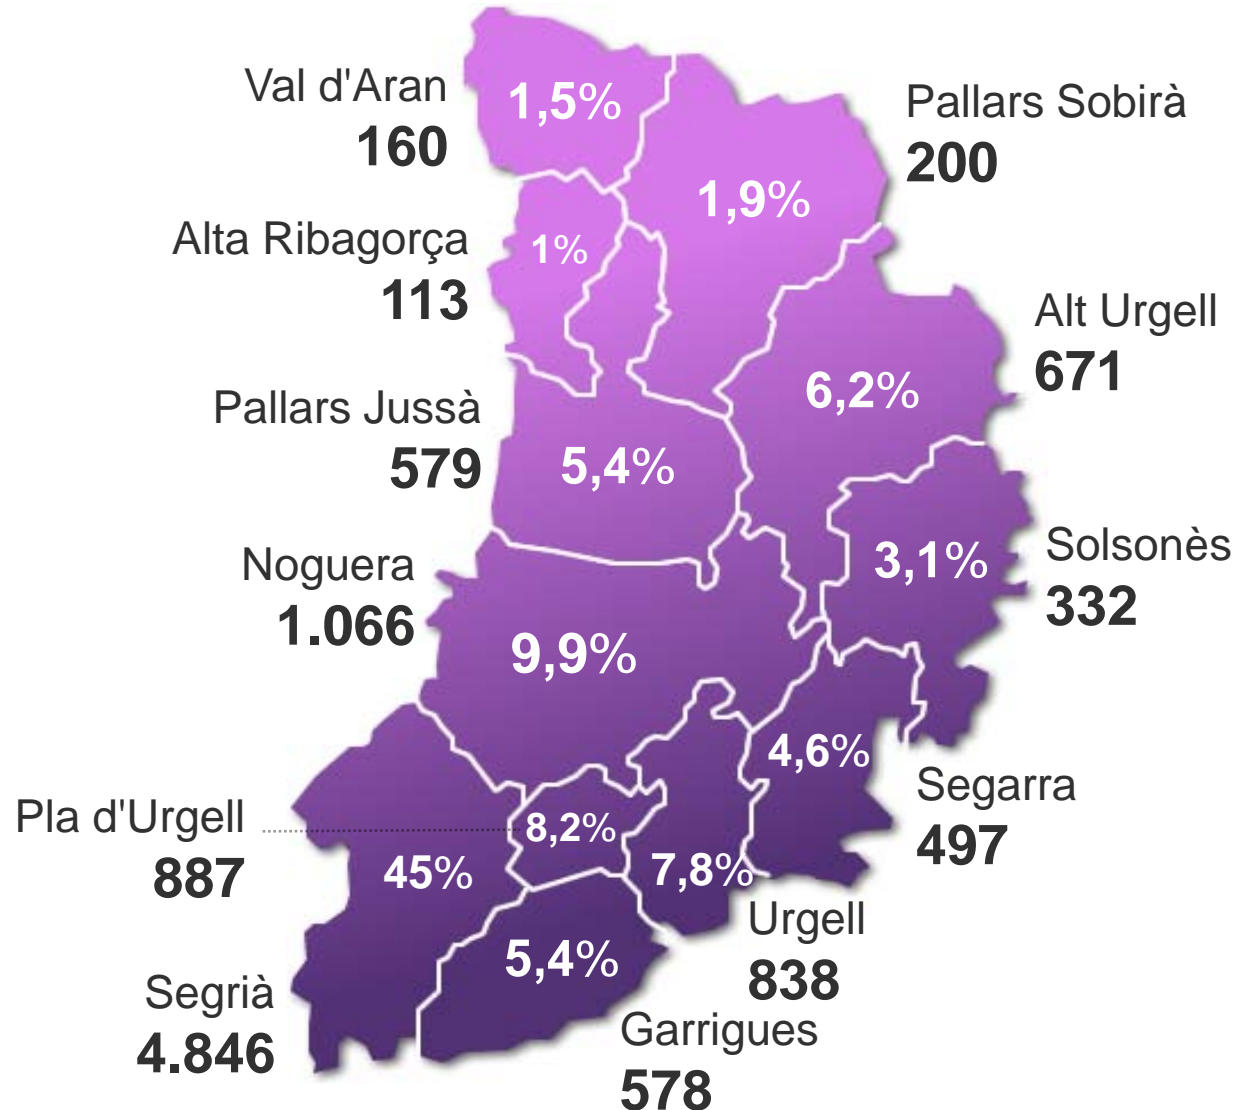 Val d'Aran
160
1,5%
Pallars Sobirà
200
1,9%
Alta Ribagorça
113
1%
Alt Urgell
671
6,2%
Pallars Jussà
579
5,4%
Solsonès
332
3,1%
Noguera
1.066
9,9%
4,6%
Segarra
497
Pla d'Urgell
887
8,2%
45%
7,8%
Urgell
838
5,4%
Segrià
4.846
Garrigues
578